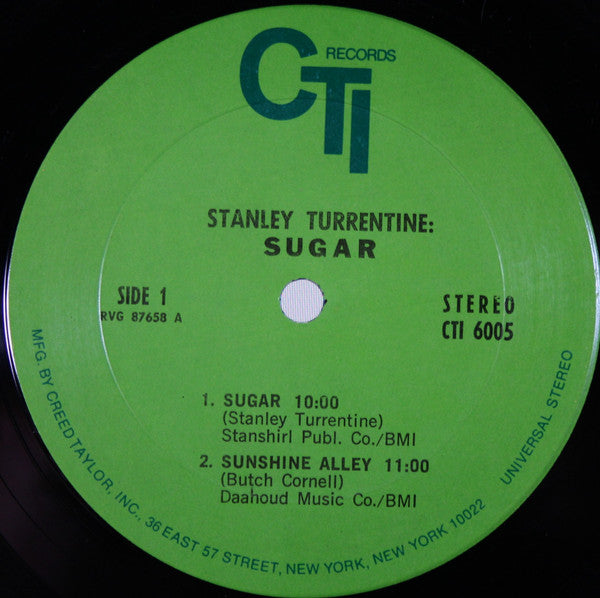 CTI RECORDS
STANLEY TURRENTINE:
SUGAR
SIDE 1
RVG 87658 A
STEREO
CTI 6005
1. SUGAR 10:00
(Stanley Turrentine)
Stanshirl Publ. Co./BMI
2. SUNSHINE ALLEY 11:00
(Butch Cornell)
Daahoud Music Co./BMI
MFG. BY CREED TAYLOR, INC., 36 EAST 57 STREET, NEW YORK, NEW YORK 10022
UNIVERSAL STEREO